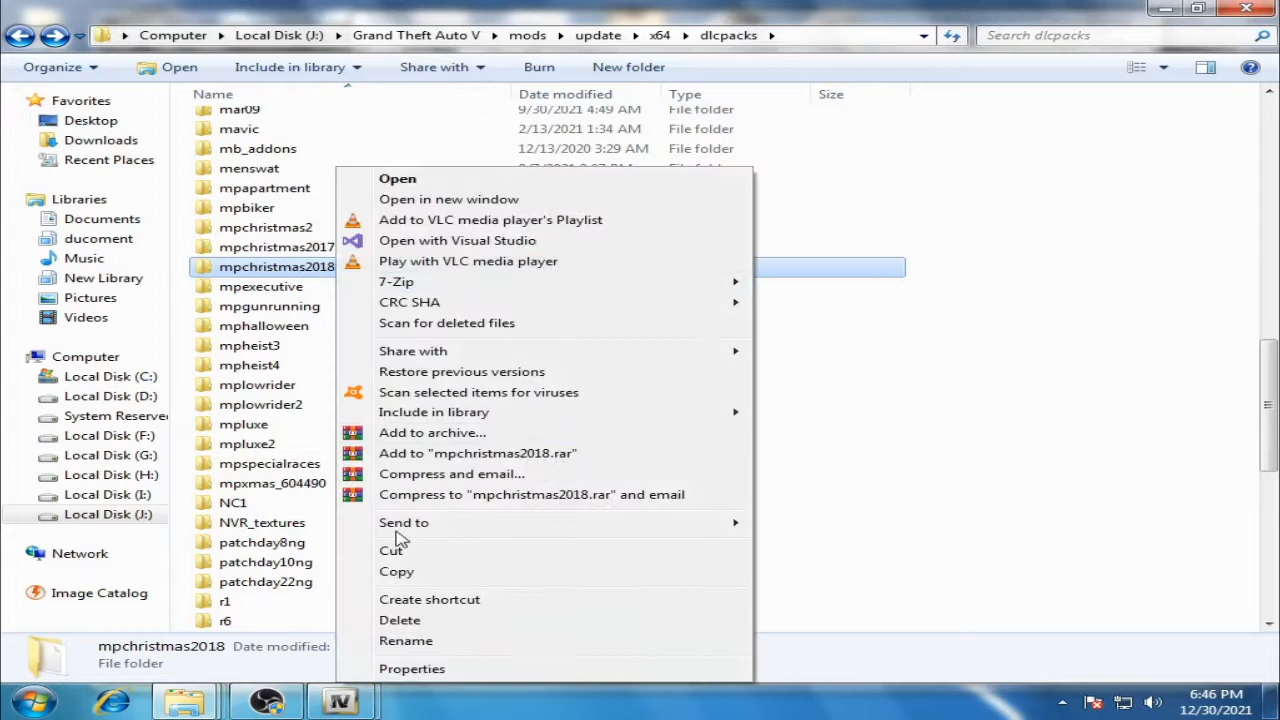 Computer Local Disk (J:) Grand Theft Auto V mods update x64 dlcpacks Search dlcpacks
Organize Open Include in library Share with Burn New folder
Name Date modified Type Size
Favorites
Desktop
Downloads
Recent Places
Libraries
Documents
ducoment
Music
New Library
Pictures
Videos
Computer
Local Disk (C:)
Local Disk (D:)
System Reserve
Local Disk (F:)
Local Disk (G:)
Local Disk (H:)
Local Disk (I:)
Local Disk (J:)
Network
Image Catalog
mar09 9/30/2021 4:49 AM File folder
mavic 2/13/2021 1:34 AM File folder
mb_addons 12/13/2020 3:29 AM File folder
menswat
mpapartment
mpbiker
mpchristmas2
mpchristmas2017
mpchristmas2018
mpexecutive
mpgunrunning
mphalloween
mpheist3
mpheist4
mplowrider
mplowrider2
mpluxe
mpluxe2
mpspecialraces
mpxmas_604490
NC1
NVR_textures
patchday8ng
patchday10ng
patchday22ng
r1
r6
Open
Open in new window
Add to VLC media player's Playlist
Open with Visual Studio
Play with VLC media player
7-Zip
CRC SHA
Scan for deleted files
Share with
Restore previous versions
Scan selected items for viruses
Include in library
Add to archive...
Add to "mpchristmas2018.rar"
Compress and email...
Compress to "mpchristmas2018.rar" and email
Send to
Cut
Copy
Create shortcut
Delete
Rename
Properties
mpchristmas2018 Date modified:
File folder
IV
6:46 PM
12/30/2021